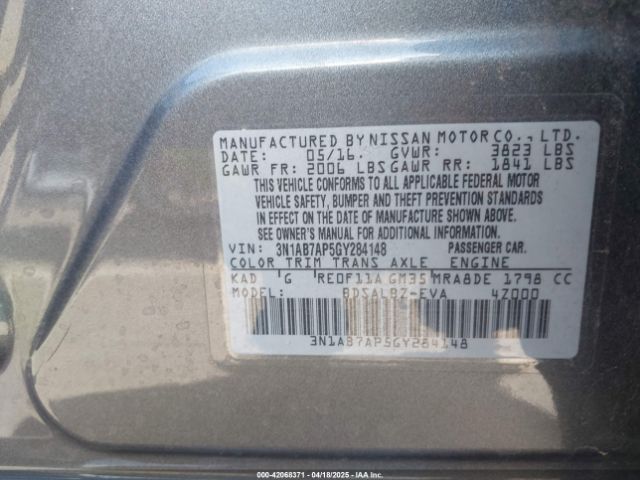 MANUFACTURED BY NISSAN MOTOR CO., LTD.
DATE: 05/16. GVWR: 3823 LBS
GAWR FR: 2006 LBS GAWR RR: 1841 LBS
THIS VEHICLE CONFORMS TO ALL APPLICABLE FEDERAL MOTOR
VEHICLE SAFETY, BUMPER AND THEFT PREVENTION STANDARDS
IN EFFECT ON THE DATE OF MANUFACTURE SHOWN ABOVE.
SEE OWNER'S MANUAL FOR ADDITIONAL INFORMATION.
VIN: 3N1AB7AP5GY284148 PASSENGER CAR.
COLOR TRIM TRANS AXLE ENGINE
KAD G RE0F11A GM35 MRA8DE 1798 CC
MODEL: BDSALBZ-EVA 4Z000
3N1AB7AP5GY284148
000-42068371 | 04/18/2025 - IAA Inc.